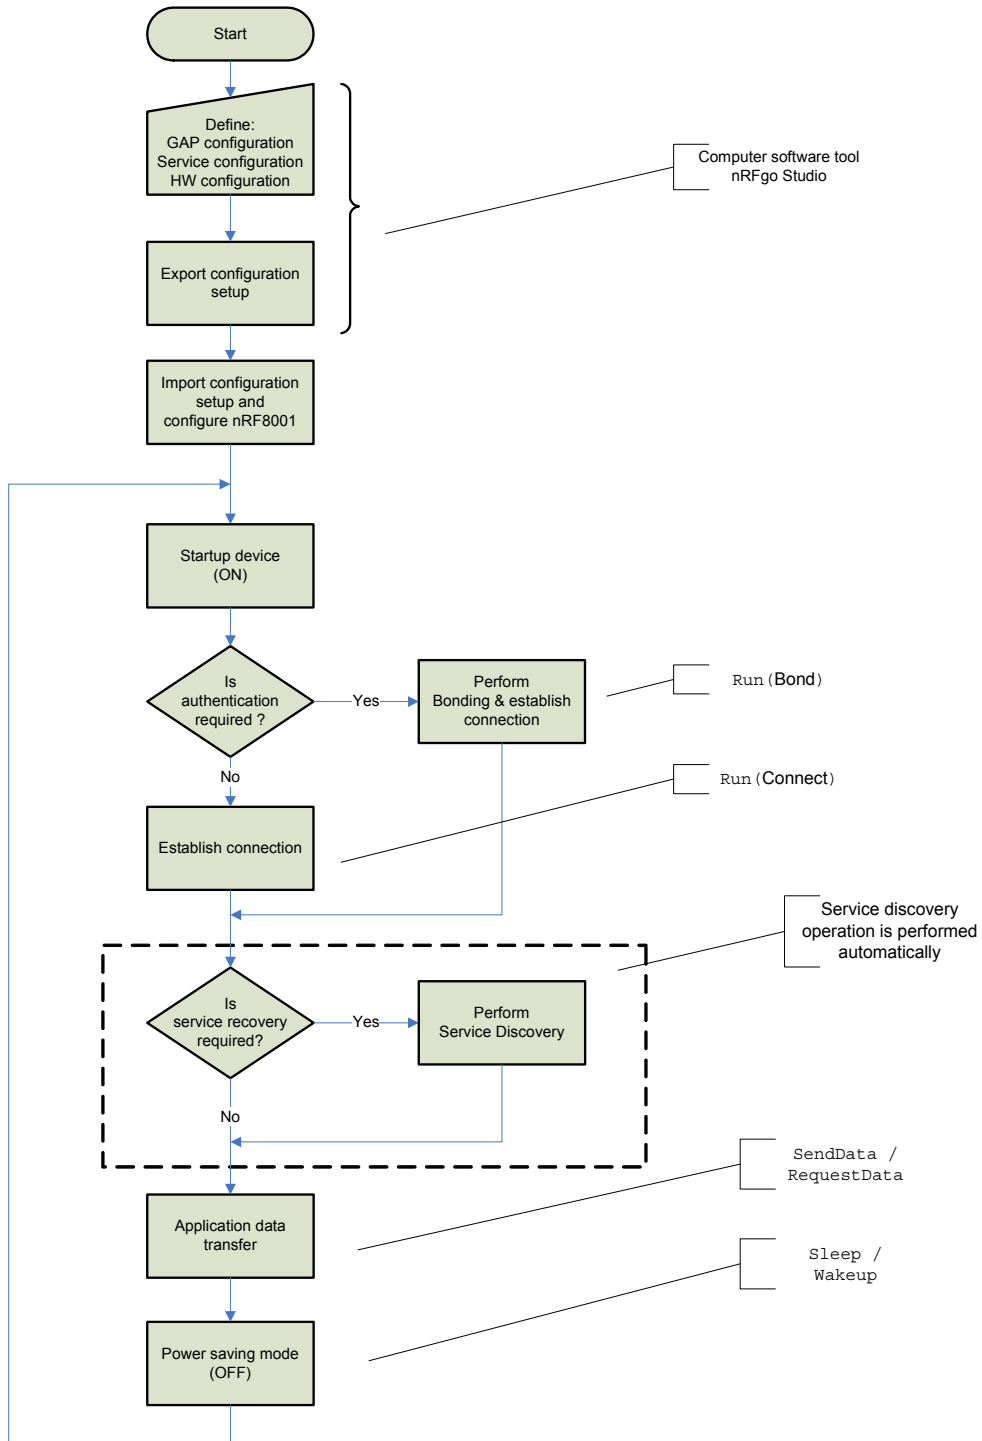 Start
Define:
GAP configuration
Service configuration
HW configuration
Computer software tool
nRFgo Studio
Export configuration
setup
Import configuration
setup and
configure nRF8001
Startup device
(ON)
Is
authentication
required ?
Yes
Perform
Bonding & establish
connection
Run(Bond)
No
Run(Connect)
Establish connection
Service discovery
operation is performed
automatically
Is
service recovery
required?
Yes
Perform
Service Discovery
No
SendData /
RequestData
Application data
transfer
Sleep /
Wakeup
Power saving mode
(OFF)